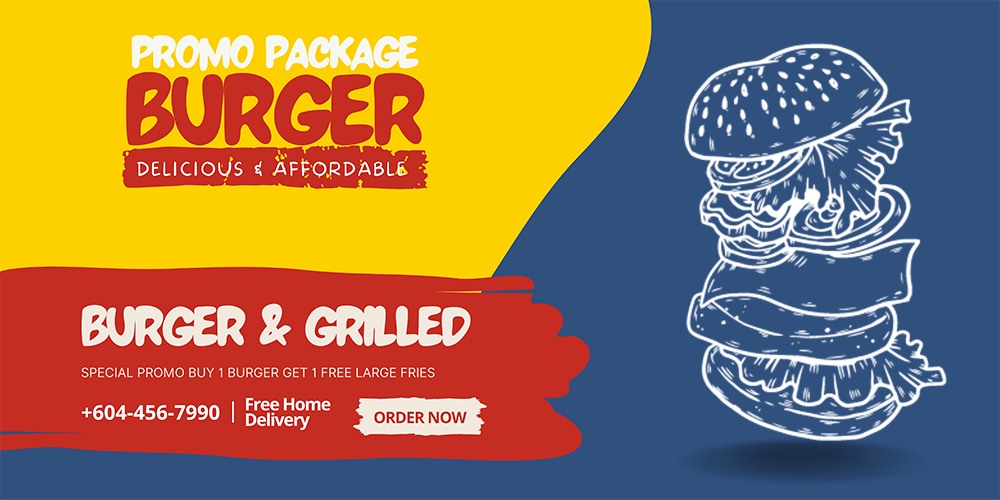 PROMO PACKAGE
BURGER
DELICIOUS & AFFORDABLE
BURGER & GRILLED
SPECIAL PROMO BUY 1 BURGER GET 1 FREE LARGE FRIES
+604-456-7990 | Free Home
Delivery
ORDER NOW